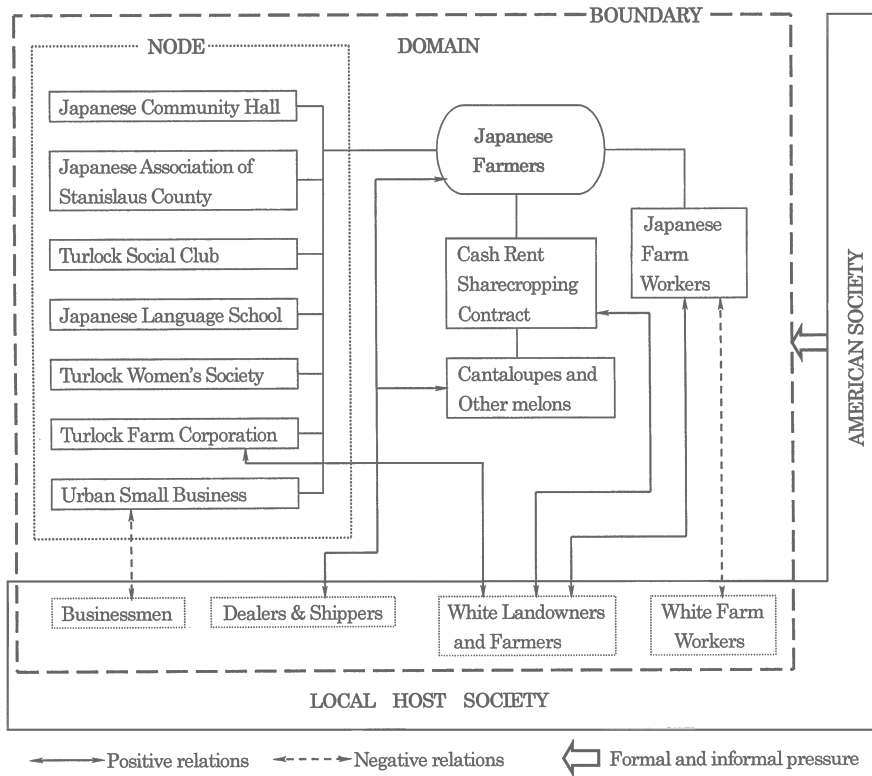 BOUNDARY
NODE
DOMAIN
Japanese Community Hall
Japanese Association of
Stanislaus County
Turlock Social Club
Japanese Language School
Turlock Women's Society
Turlock Farm Corporation
Urban Small Business
Japanese
Farmers
Cash Rent
Sharecropping
Contract
Cantaloupes and
Other melons
Japanese
Farm
Workers
AMERICAN SOCIETY
Businessmen
Dealers & Shippers
White Landowners
and Farmers
White Farm
Workers
LOCAL HOST SOCIETY
Positive relations
Negative relations
Formal and informal pressure